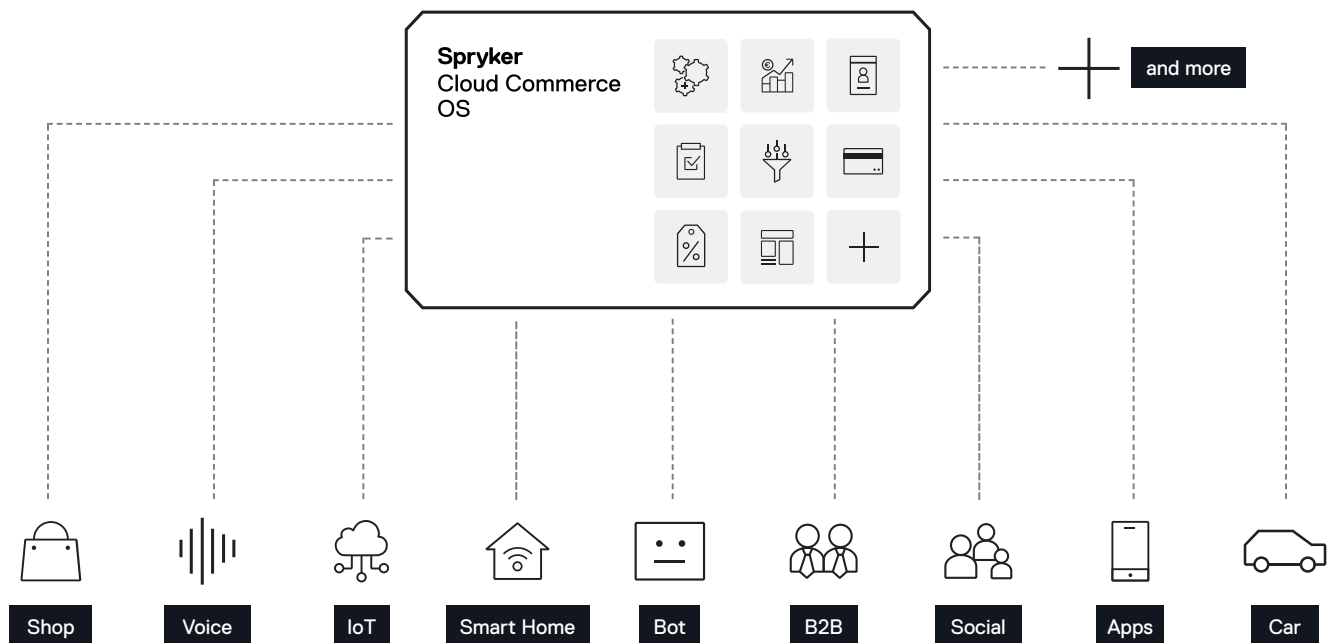 Spryker
Cloud Commerce
OS
and more
Shop
Voice
IoT
Smart Home
Bot
B2B
Social
Apps
Car